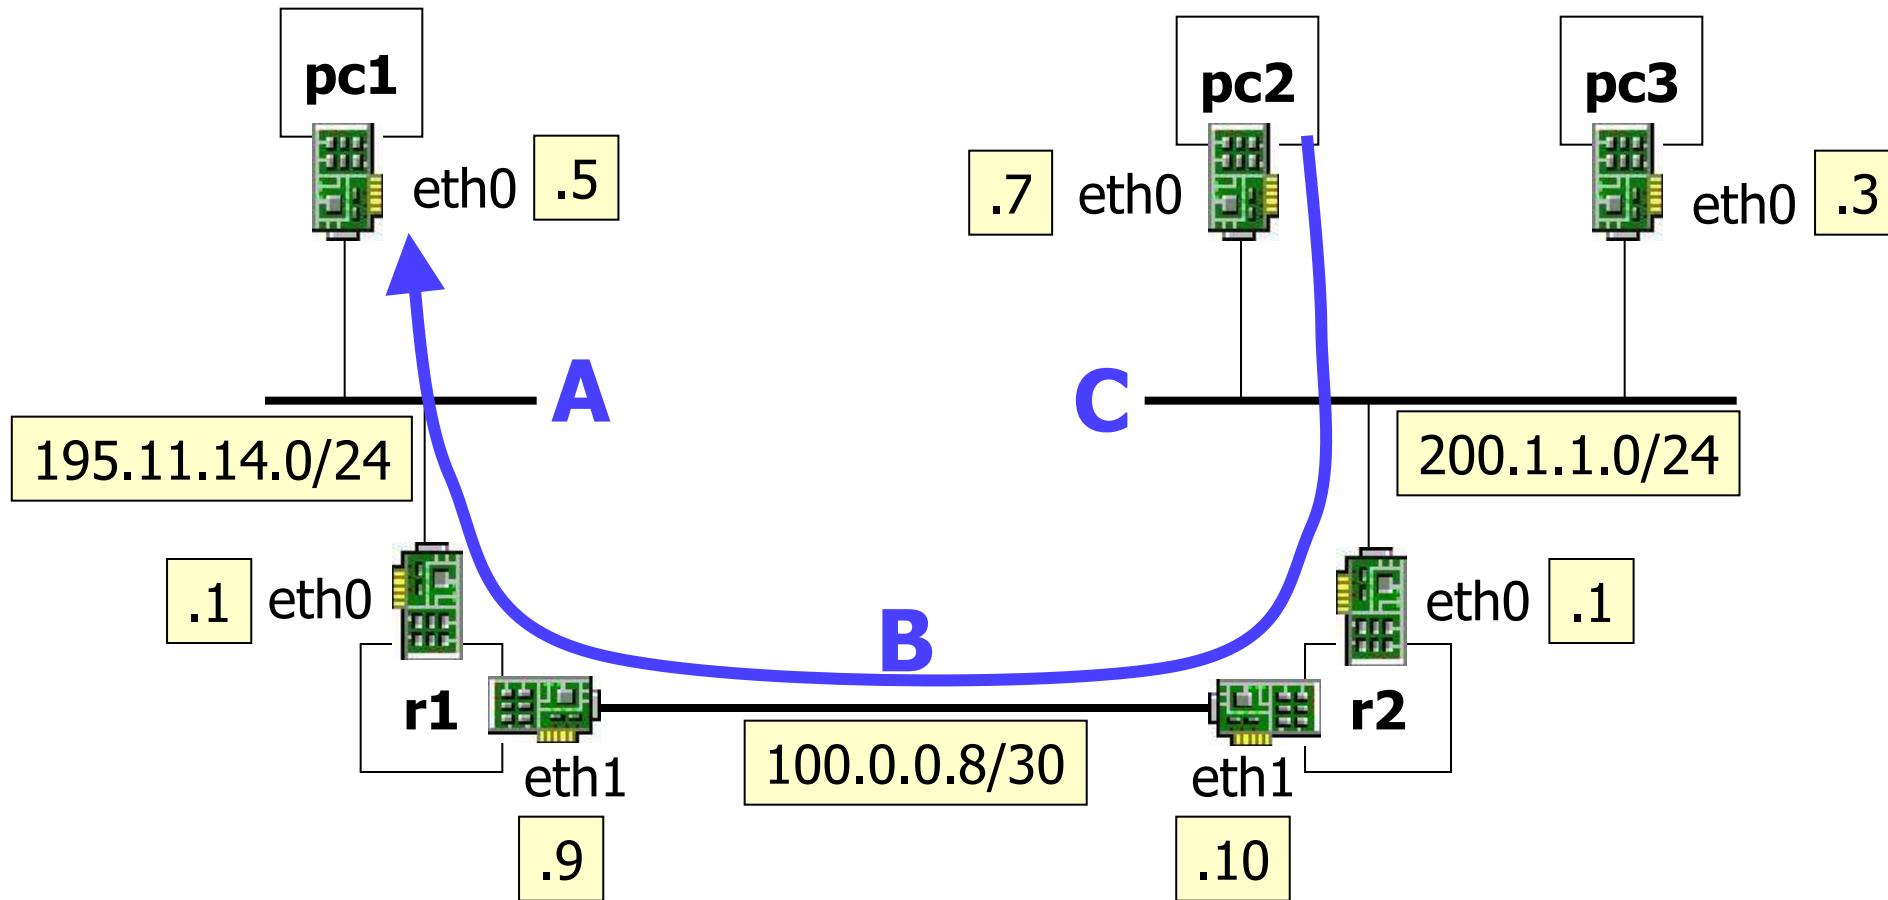 pc1
pc2
pc3
eth0
.5
.7
eth0
eth0
.3
A
C
195.11.14.0/24
200.1.1.0/24
.1
eth0
eth0
.1
B
r1
r2
100.0.0.8/30
eth1
eth1
.9
.10